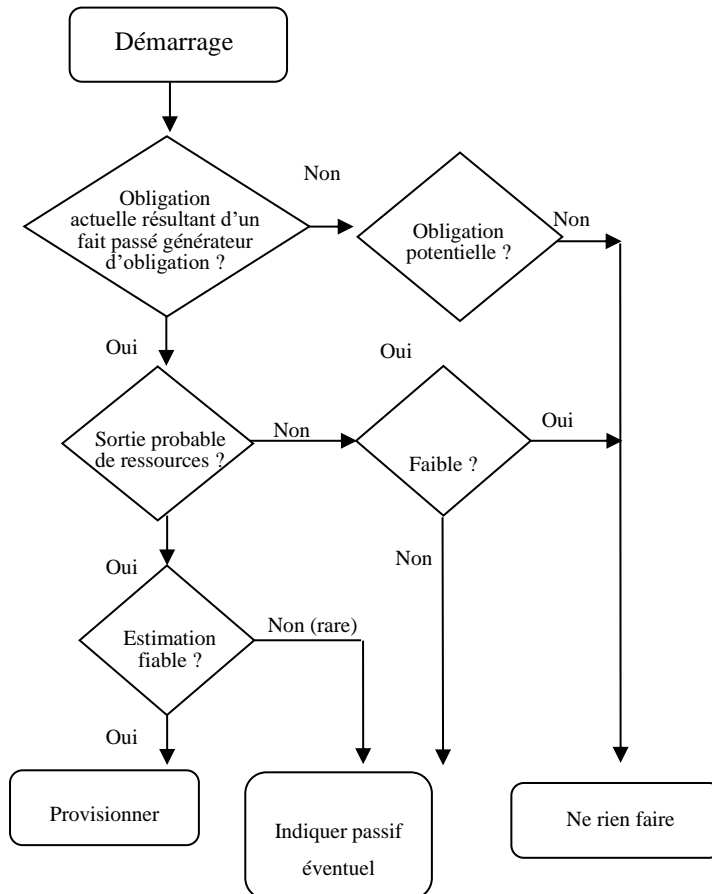 Démarrage
Non
Obligation
actuelle résultant d'un
fait passé générateur
d'obligation ?
Obligation
potentielle ?
Non
Oui
Oui
Sortie probable
de ressources ?
Non
Faible ?
Oui
Oui
Non
Estimation
fiable ?
Non (rare)
Oui
Provisionner
Indiquer passif
éventuel
Ne rien faire